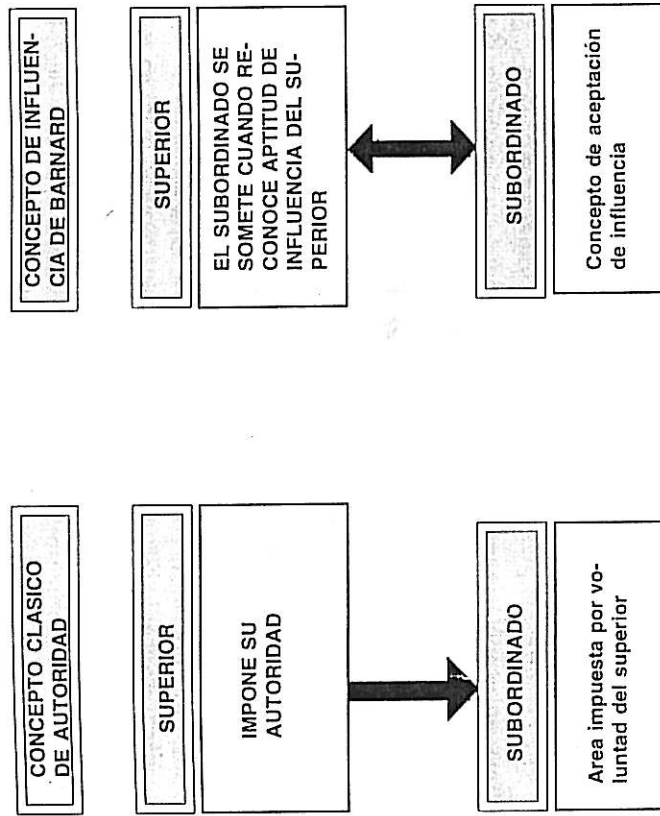 CONCEPTO CLASICO
DE AUTORIDAD
SUPERIOR
IMPONE SU
AUTORIDAD
SUBORDINADO
Area impuesta por vo-
luntad del superior
CONCEPTO DE INFLUEN-
CIA DE BARNARD
SUPERIOR
EL SUBORDINADO SE
SOMETE CUANDO RE-
CONOCE APTITUD DE
INFLUENCIA DEL SU-
PERIOR
SUBORDINADO
Concepto de aceptación
de influencia